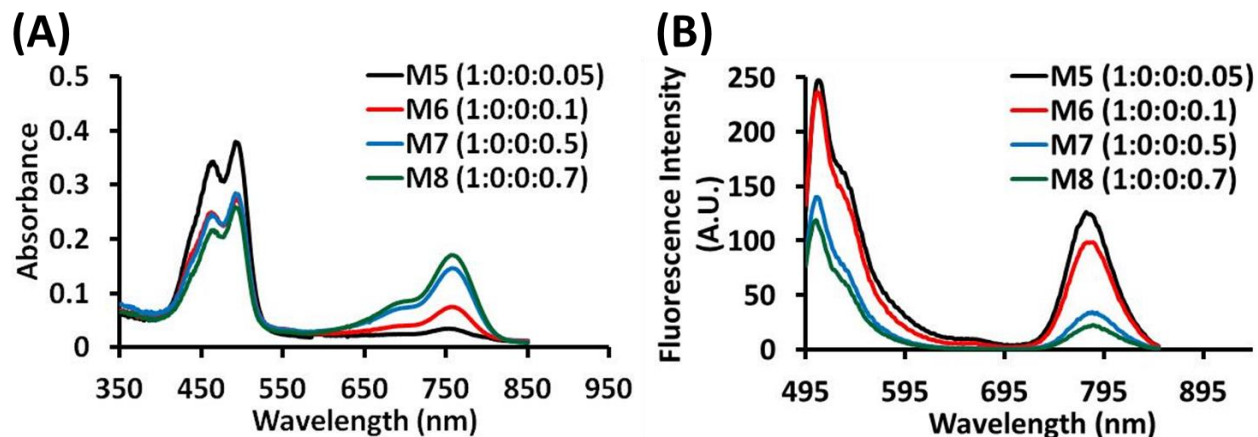 (A)
Absorbance
0.5
0.4
0.3
0.2
0.1
0
350 450 550 650 750 850 950
Wavelength (nm)
M5 (1:0:0:0.05)
M6 (1:0:0:0.1)
M7 (1:0:0:0.5)
M8 (1:0:0:0.7)
(B)
Fluorescence Intensity
(A.U.)
250
200
150
100
50
0
495 595 695 795 895
Wavelength (nm)
M5 (1:0:0:0.05)
M6 (1:0:0:0.1)
M7 (1:0:0:0.5)
M8 (1:0:0:0.7)